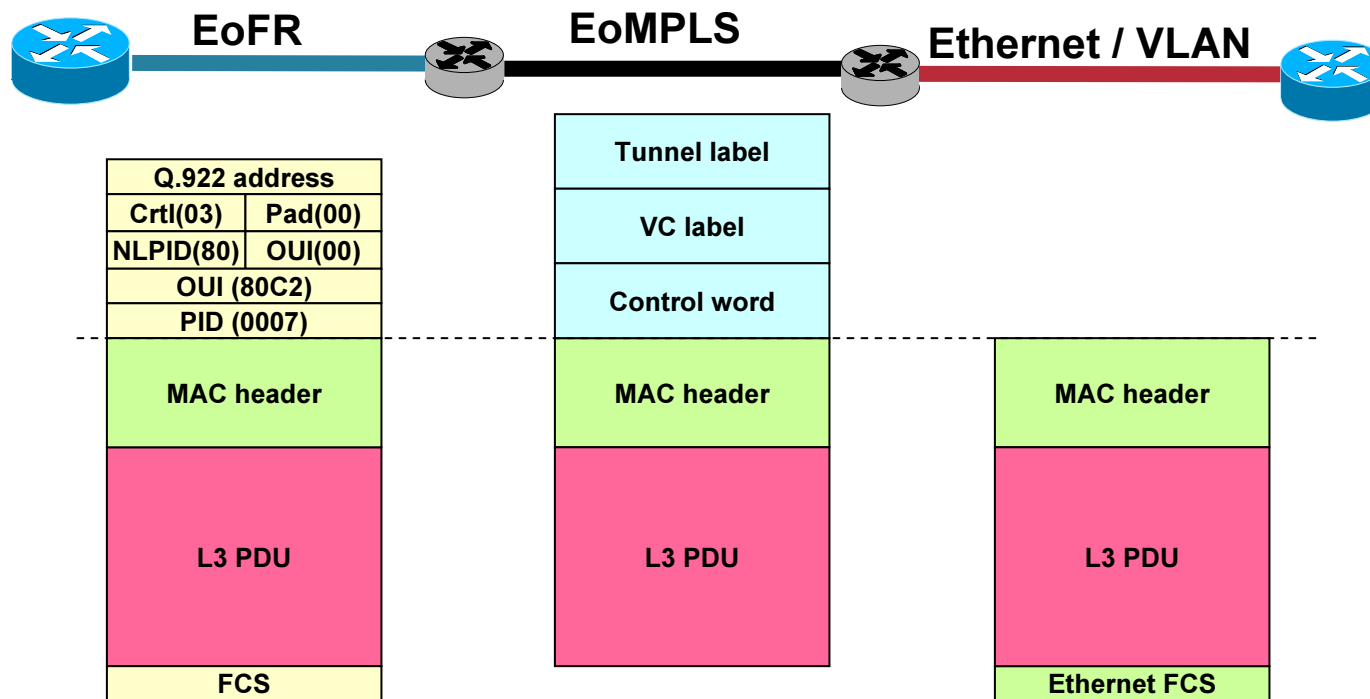 EoFR
EoMPLS
Ethernet / VLAN
Q.922 address
Crtl(03)
Pad(00)
NLPID(80)
OUI(00)
OUI (80C2)
PID (0007)
MAC header
L3 PDU
FCS
Tunnel label
VC label
Control word
MAC header
L3 PDU
MAC header
L3 PDU
Ethernet FCS